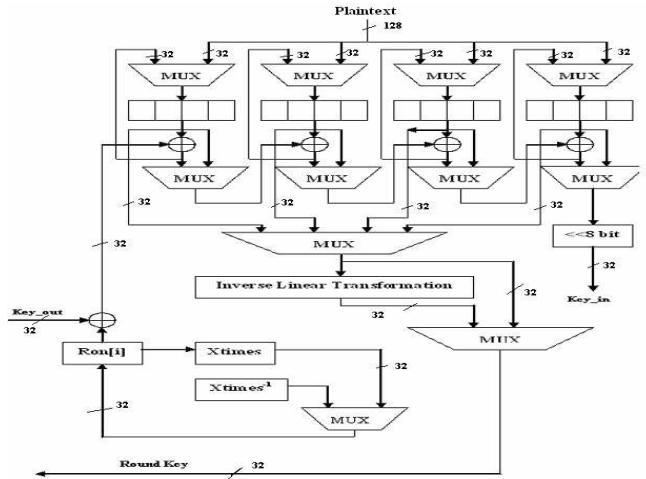 Plaintext
128
32 32 32 32 32 32 32 32
MUX MUX MUX MUX
MUX MUX MUX MUX
32 32 32 32
MUX
<<8 bit
32
32
Inverse Linear Transformation
32
32
Key_in
Key_out
32
MUX
Ron[i]
Xtimes
32
Xtimes-1
32
MUX
Round Key
32